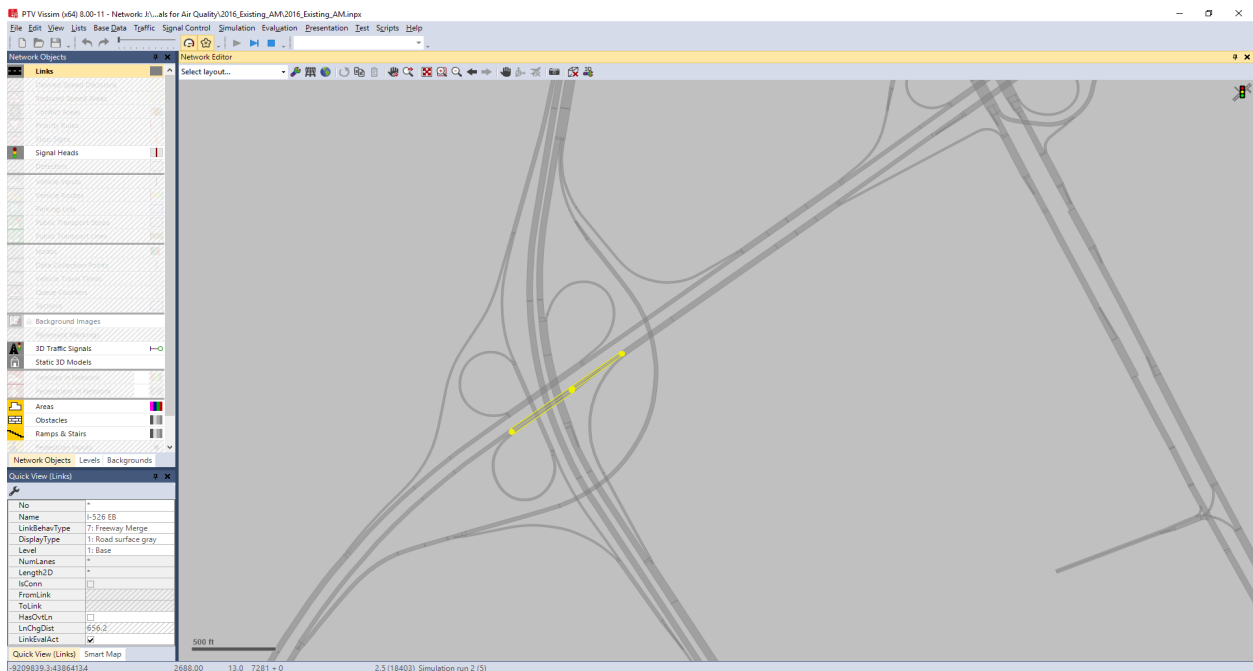 PTV Vissim (x64) 8.00-11 - Network: J:\...als for Air Quality\2016_Existing_AM\2016_Existing_AM.inpx
File Edit View Lists Base Data Traffic Signal Control Simulation Evaluation Presentation Test Scripts Help
Network Objects
Network Editor
Links
Select layout...
Signal Heads
Background Images
3D Traffic Signals
Static 3D Models
Areas
Obstacles
Ramps & Stairs
Network Objects Levels Backgrounds
Quick View (Links)
No *
Name I-526 EB
LinkBehavType 7: Freeway Merge
DisplayType 1: Road surface gray
Level 1: Base
NumLanes *
Length2D *
IsConn
FromLink
ToLink
HasOvtLn
LnChgDist 656.2
LinkEvalAct
500 ft
Quick View (Links) Smart Map
-9209839.3:4386413.4 2688.00 13.0 7281 + 0 2.5 (18403) Simulation run 2 (5)